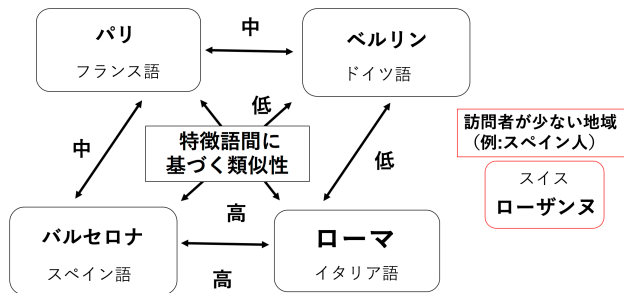 パリ
フランス語
中
ベルリン
ドイツ語
低
中
特徴語間に
基づく類似性
低
訪問者が少ない地域
（例:スペイン人）
スイス
ローザンヌ
バルセロナ
スペイン語
高
高
ローマ
イタリア語